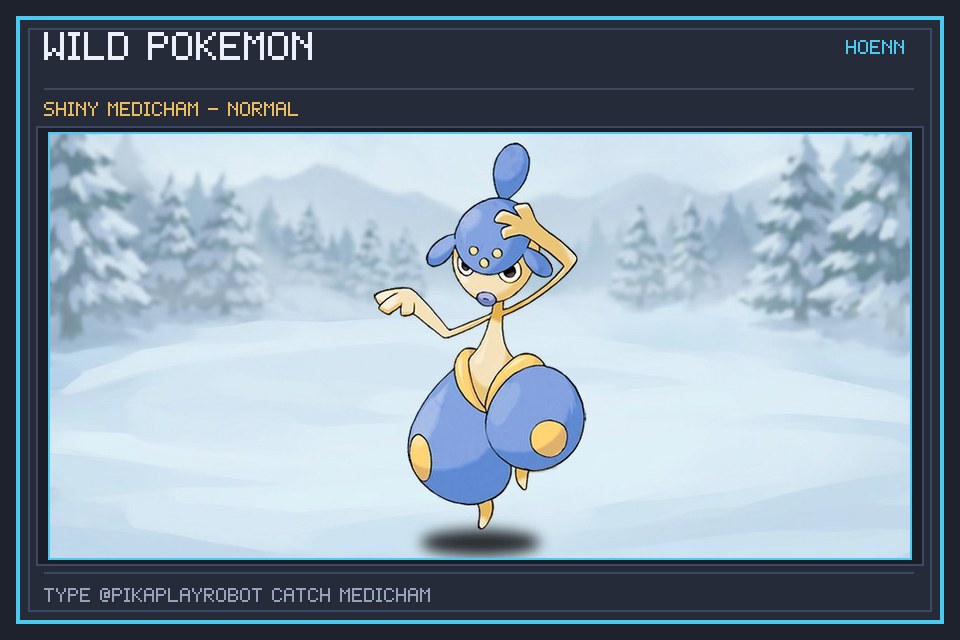 WILD POKEMON
HOENN
SHINY MEDICHAM - NORMAL
TYPE @PIKAPLAYROBOT CATCH MEDICHAM